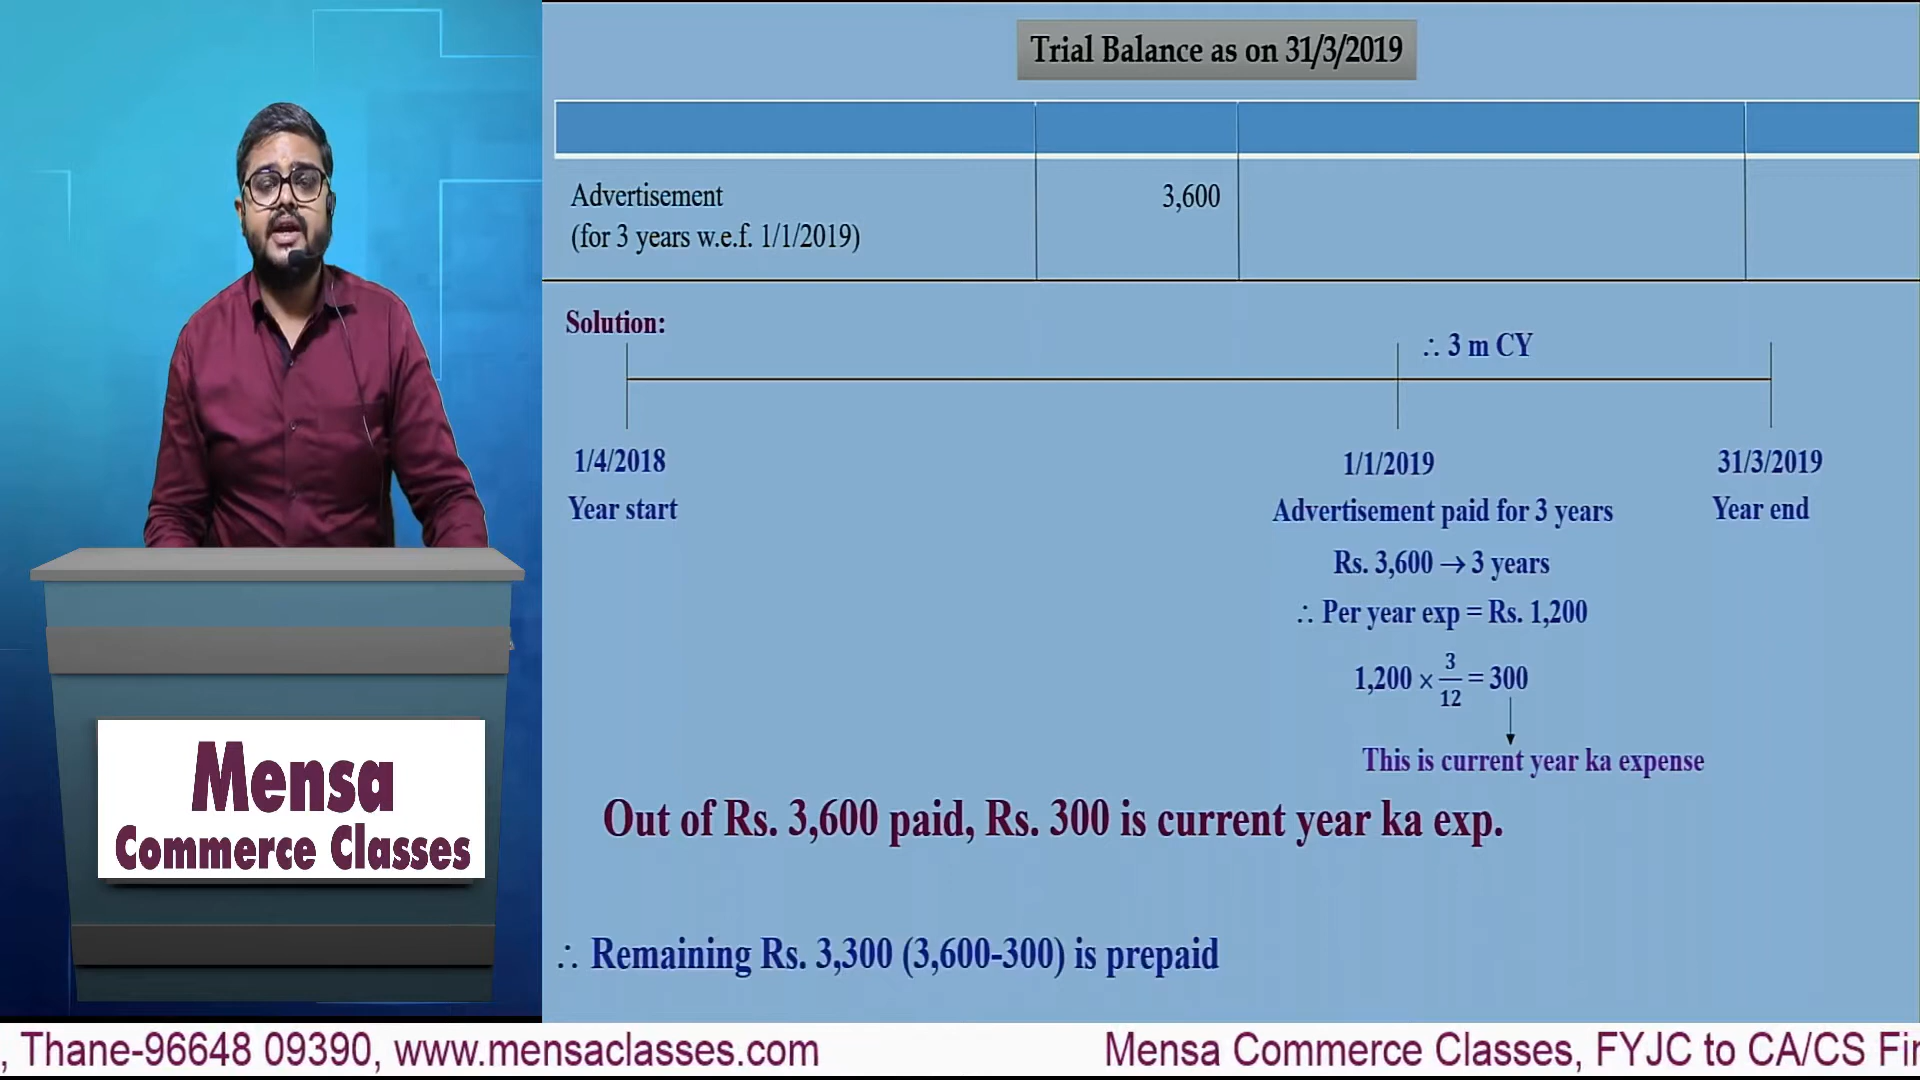 Trial Balance as on 31/3/2019
Advertisement 3,600
(for 3 years w.e.f. 1/1/2019)
Solution:
∴ 3 m CY
1/4/2018 1/1/2019 31/3/2019
Year start Advertisement paid for 3 years Year end
Rs. 3,600 → 3 years
∴ Per year exp = Rs. 1,200
1,200 × 3/12 = 300
This is current year ka expense
Out of Rs. 3,600 paid, Rs. 300 is current year ka exp.
∴ Remaining Rs. 3,300 (3,600-300) is prepaid
Mensa
Commerce Classes
, Thane-96648 09390, www.mensaclasses.com Mensa Commerce Classes, FYJC to CA/CS